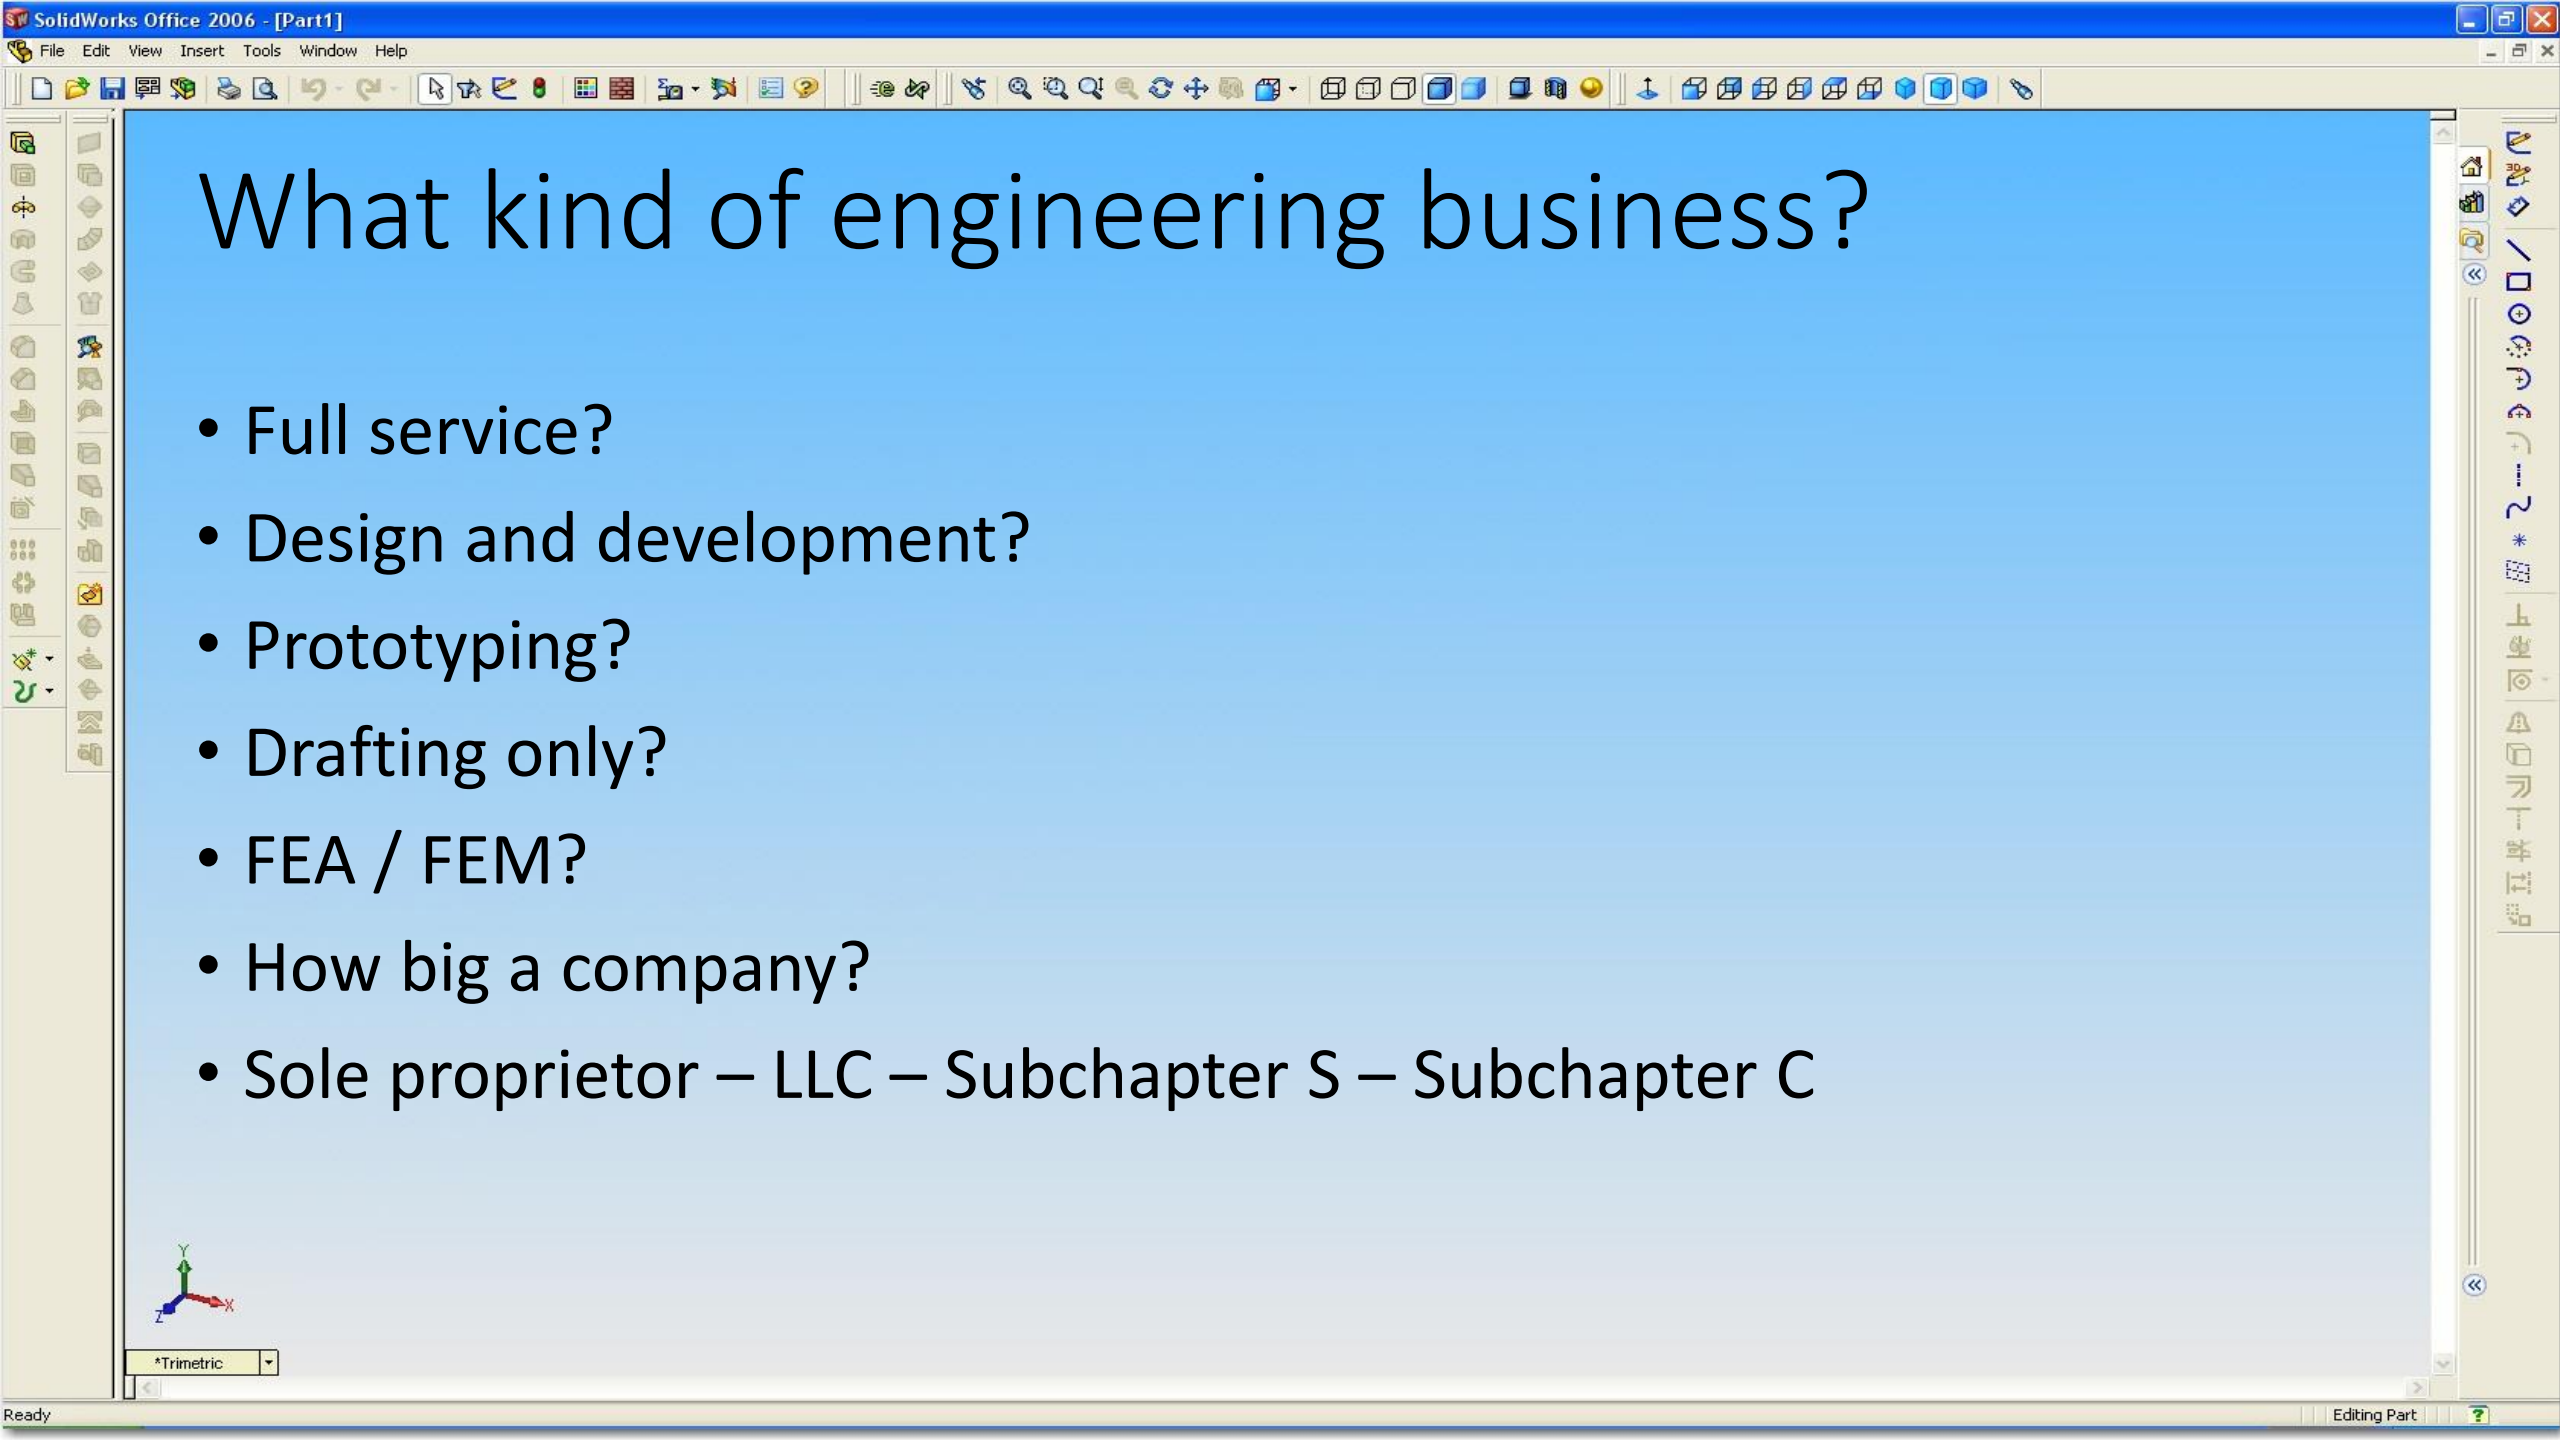 SolidWorks Office 2006 - [Part1]
File Edit View Insert Tools Window Help
What kind of engineering business?
• Full service?
• Design and development?
• Prototyping?
• Drafting only?
• FEA / FEM?
• How big a company?
• Sole proprietor – LLC – Subchapter S – Subchapter C
Y
X
Z
*Trimetric
Ready
Editing Part